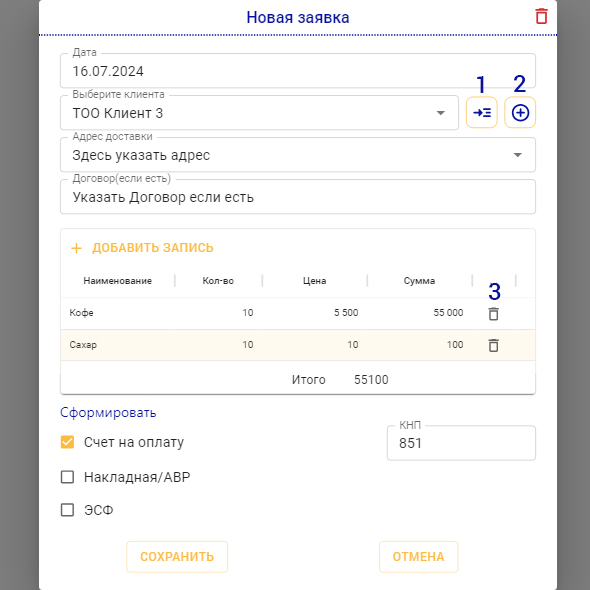 Новая заявка
Дата
16.07.2024
1 2
Выберите клиента
ТОО Клиент 3
Адрес доставки
Здесь указать адрес
Договор(если есть)
Указать Договор если есть
+ ДОБАВИТЬ ЗАПИСЬ
Наименование Кол-во Цена Сумма
3
Кофе 10 5 500 55 000
Сахар 10 10 100
Итого 55100
Сформировать
Счет на оплату
КНП
851
Накладная/АВР
ЭСФ
СОХРАНИТЬ ОТМЕНА